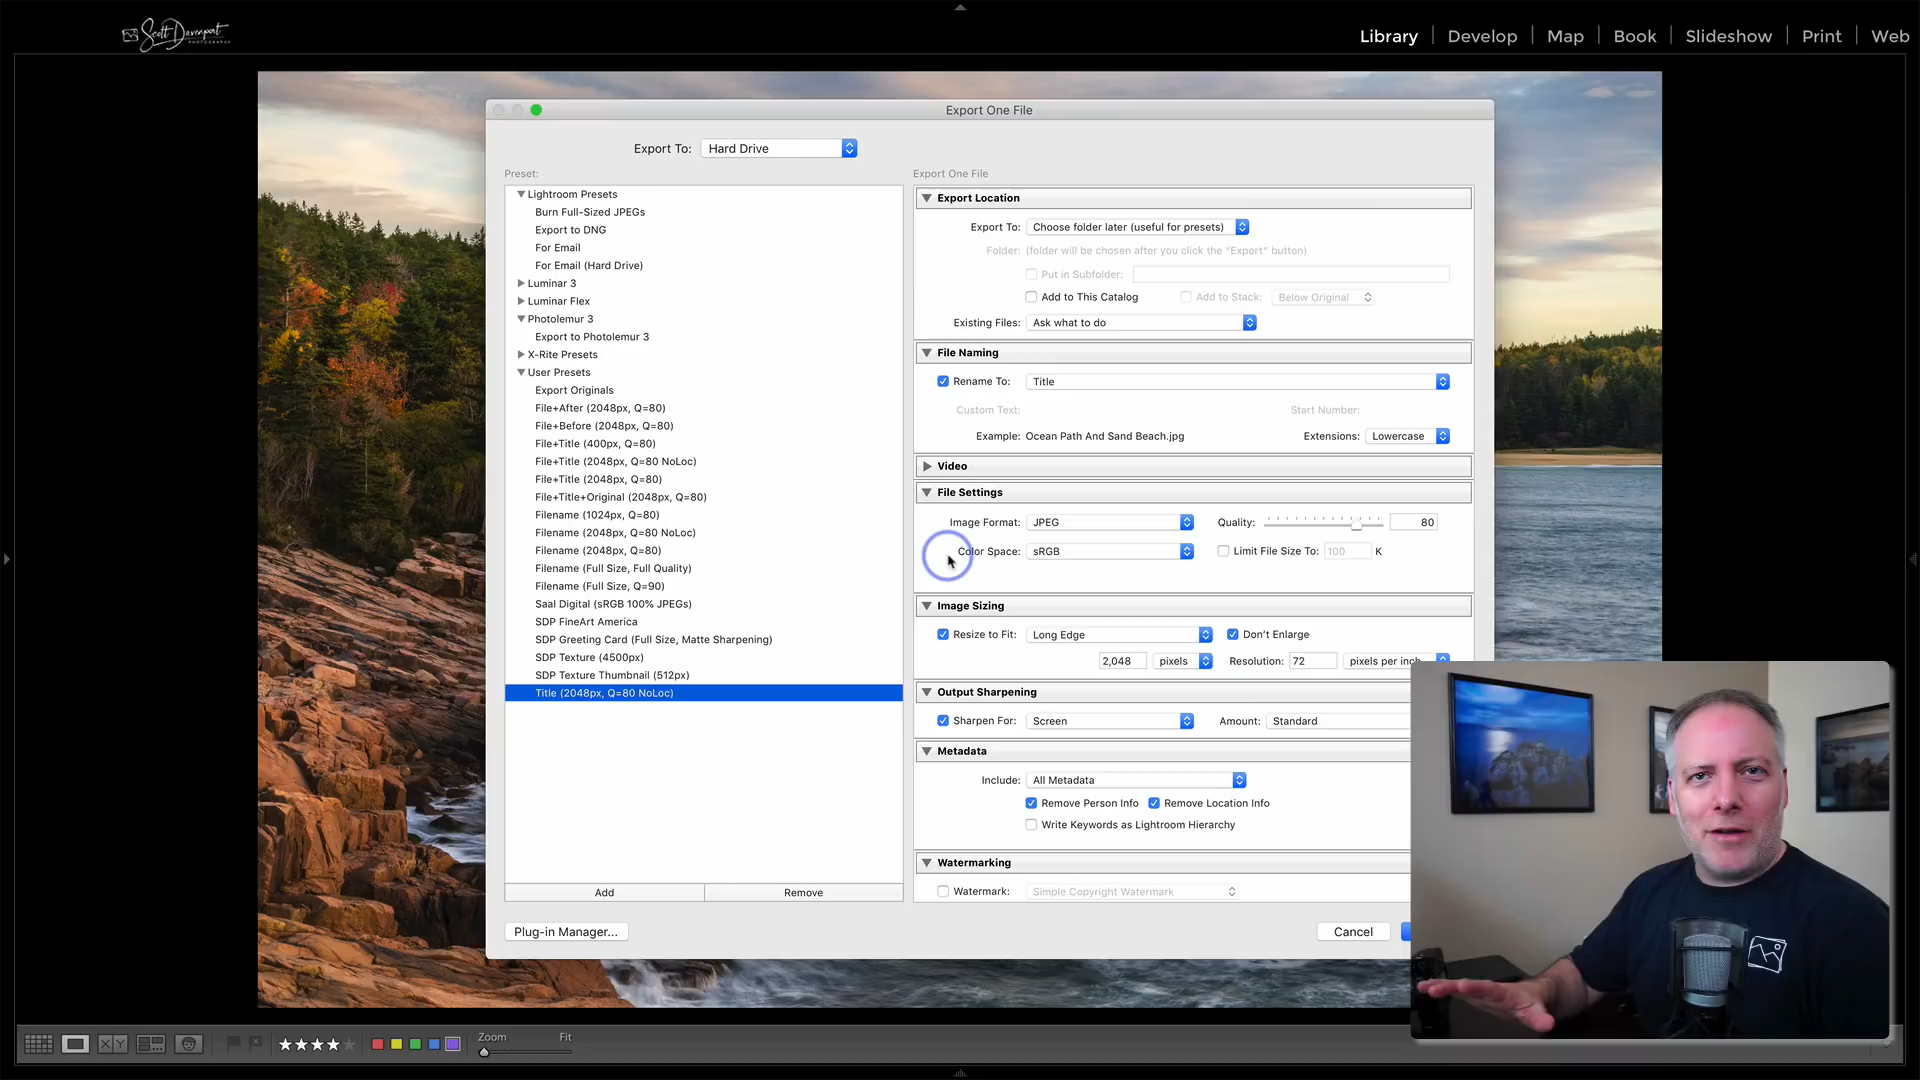 Scott Davenport
PHOTOGRAPHY
Library
Develop
Map
Book
Slideshow
Print
Web
Export One File
Export To: Hard Drive
Preset:
Lightroom Presets
Burn Full-Sized JPEGs
Export to DNG
For Email
For Email (Hard Drive)
Luminar 3
Luminar Flex
Photolemur 3
Export to Photolemur 3
X-Rite Presets
User Presets
Export Originals
File+After (2048px, Q=80)
File+Before (2048px, Q=80)
File+Title (400px, Q=80)
File+Title (2048px, Q=80 NoLoc)
File+Title (2048px, Q=80)
File+Title+Original (2048px, Q=80)
Filename (1024px, Q=80)
Filename (2048px, Q=80 NoLoc)
Filename (2048px, Q=80)
Filename (Full Size, Full Quality)
Filename (Full Size, Q=90)
Saal Digital (sRGB 100% JPEGs)
SDP FineArt America
SDP Greeting Card (Full Size, Matte Sharpening)
SDP Texture (4500px)
SDP Texture Thumbnail (512px)
Title (2048px, Q=80 NoLoc)
Add
Remove
Plug-in Manager...
Export One File
Export Location
Export To: Choose folder later (useful for presets)
Folder: (folder will be chosen after you click the "Export" button)
Put in Subfolder:
Add to This Catalog
Add to Stack: Below Original
Existing Files: Ask what to do
File Naming
Rename To: Title
Custom Text:
Start Number:
Example: Ocean Path And Sand Beach.jpg
Extensions: Lowercase
Video
File Settings
Image Format: JPEG
Quality: 80
Color Space: sRGB
Limit File Size To: 100 K
Image Sizing
Resize to Fit: Long Edge
Don't Enlarge
2,048 pixels
Resolution: 72 pixels per inch
Output Sharpening
Sharpen For: Screen
Amount: Standard
Metadata
Include: All Metadata
Remove Person Info
Remove Location Info
Write Keywords as Lightroom Hierarchy
Watermarking
Watermark: Simple Copyright Watermark
Cancel
XY
Zoom
Fit